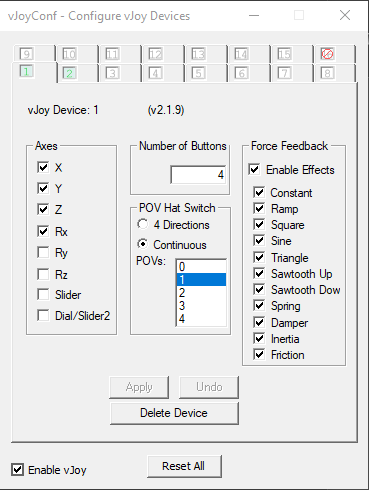 vJoyConf - Configure vJoy Devices
9 10 11 12 13 14 15
1 2 3 4 5 6 7 8
vJoy Device: 1 (v2.1.9)
Axes
X
Y
Z
Rx
Ry
Rz
Slider
Dial/Slider2
Number of Buttons
4
POV Hat Switch
4 Directions
Continuous
POVs:
0
1
2
3
4
Force Feedback
Enable Effects
Constant
Ramp
Square
Sine
Triangle
Sawtooth Up
Sawtooth Dow
Spring
Damper
Inertia
Friction
Apply Undo
Delete Device
Enable vJoy
Reset All